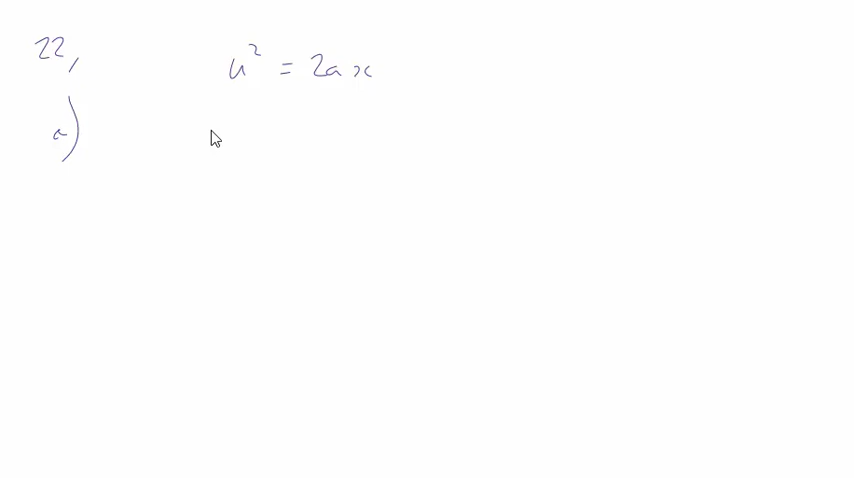 22,
u² = 2ax
a)